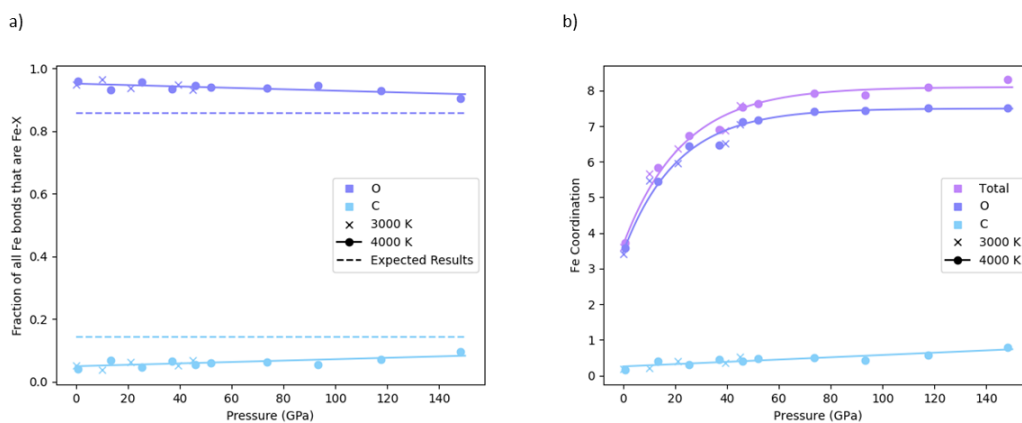 a)
b)
Fraction of all Fe bonds that are Fe-X
1.0
0.8
0.6
0.4
0.2
0.0
0
20
40
60
80
100
120
140
Pressure (GPa)
O
C
3000 K
4000 K
Expected Results
Fe Coordination
8
7
6
5
4
3
2
1
0
0
20
40
60
80
100
120
140
Pressure (GPa)
Total
O
C
3000 K
4000 K